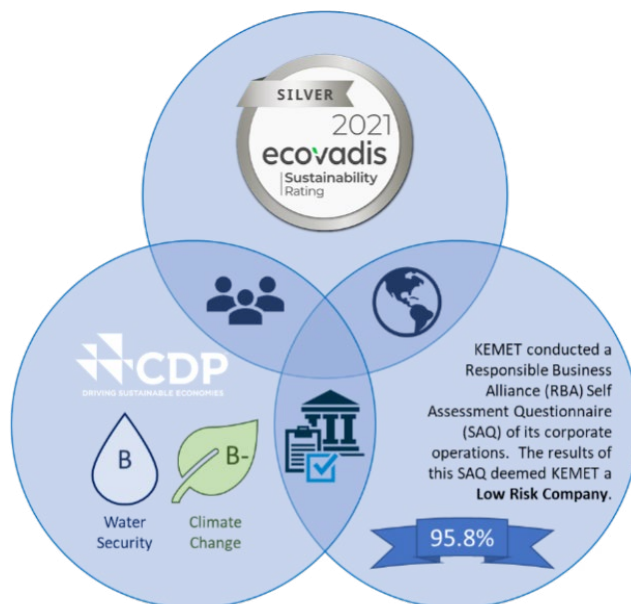 SILVER
2021
ecovadis
Sustainability
Rating
CDP
DRIVING SUSTAINABLE ECONOMIES
B
B-
Water
Security
Climate
Change
KEMET conducted a
Responsible Business
Alliance (RBA) Self
Assessment Questionnaire
(SAQ) of its corporate
operations. The results of
this SAQ deemed KEMET a
Low Risk Company.
95.8%